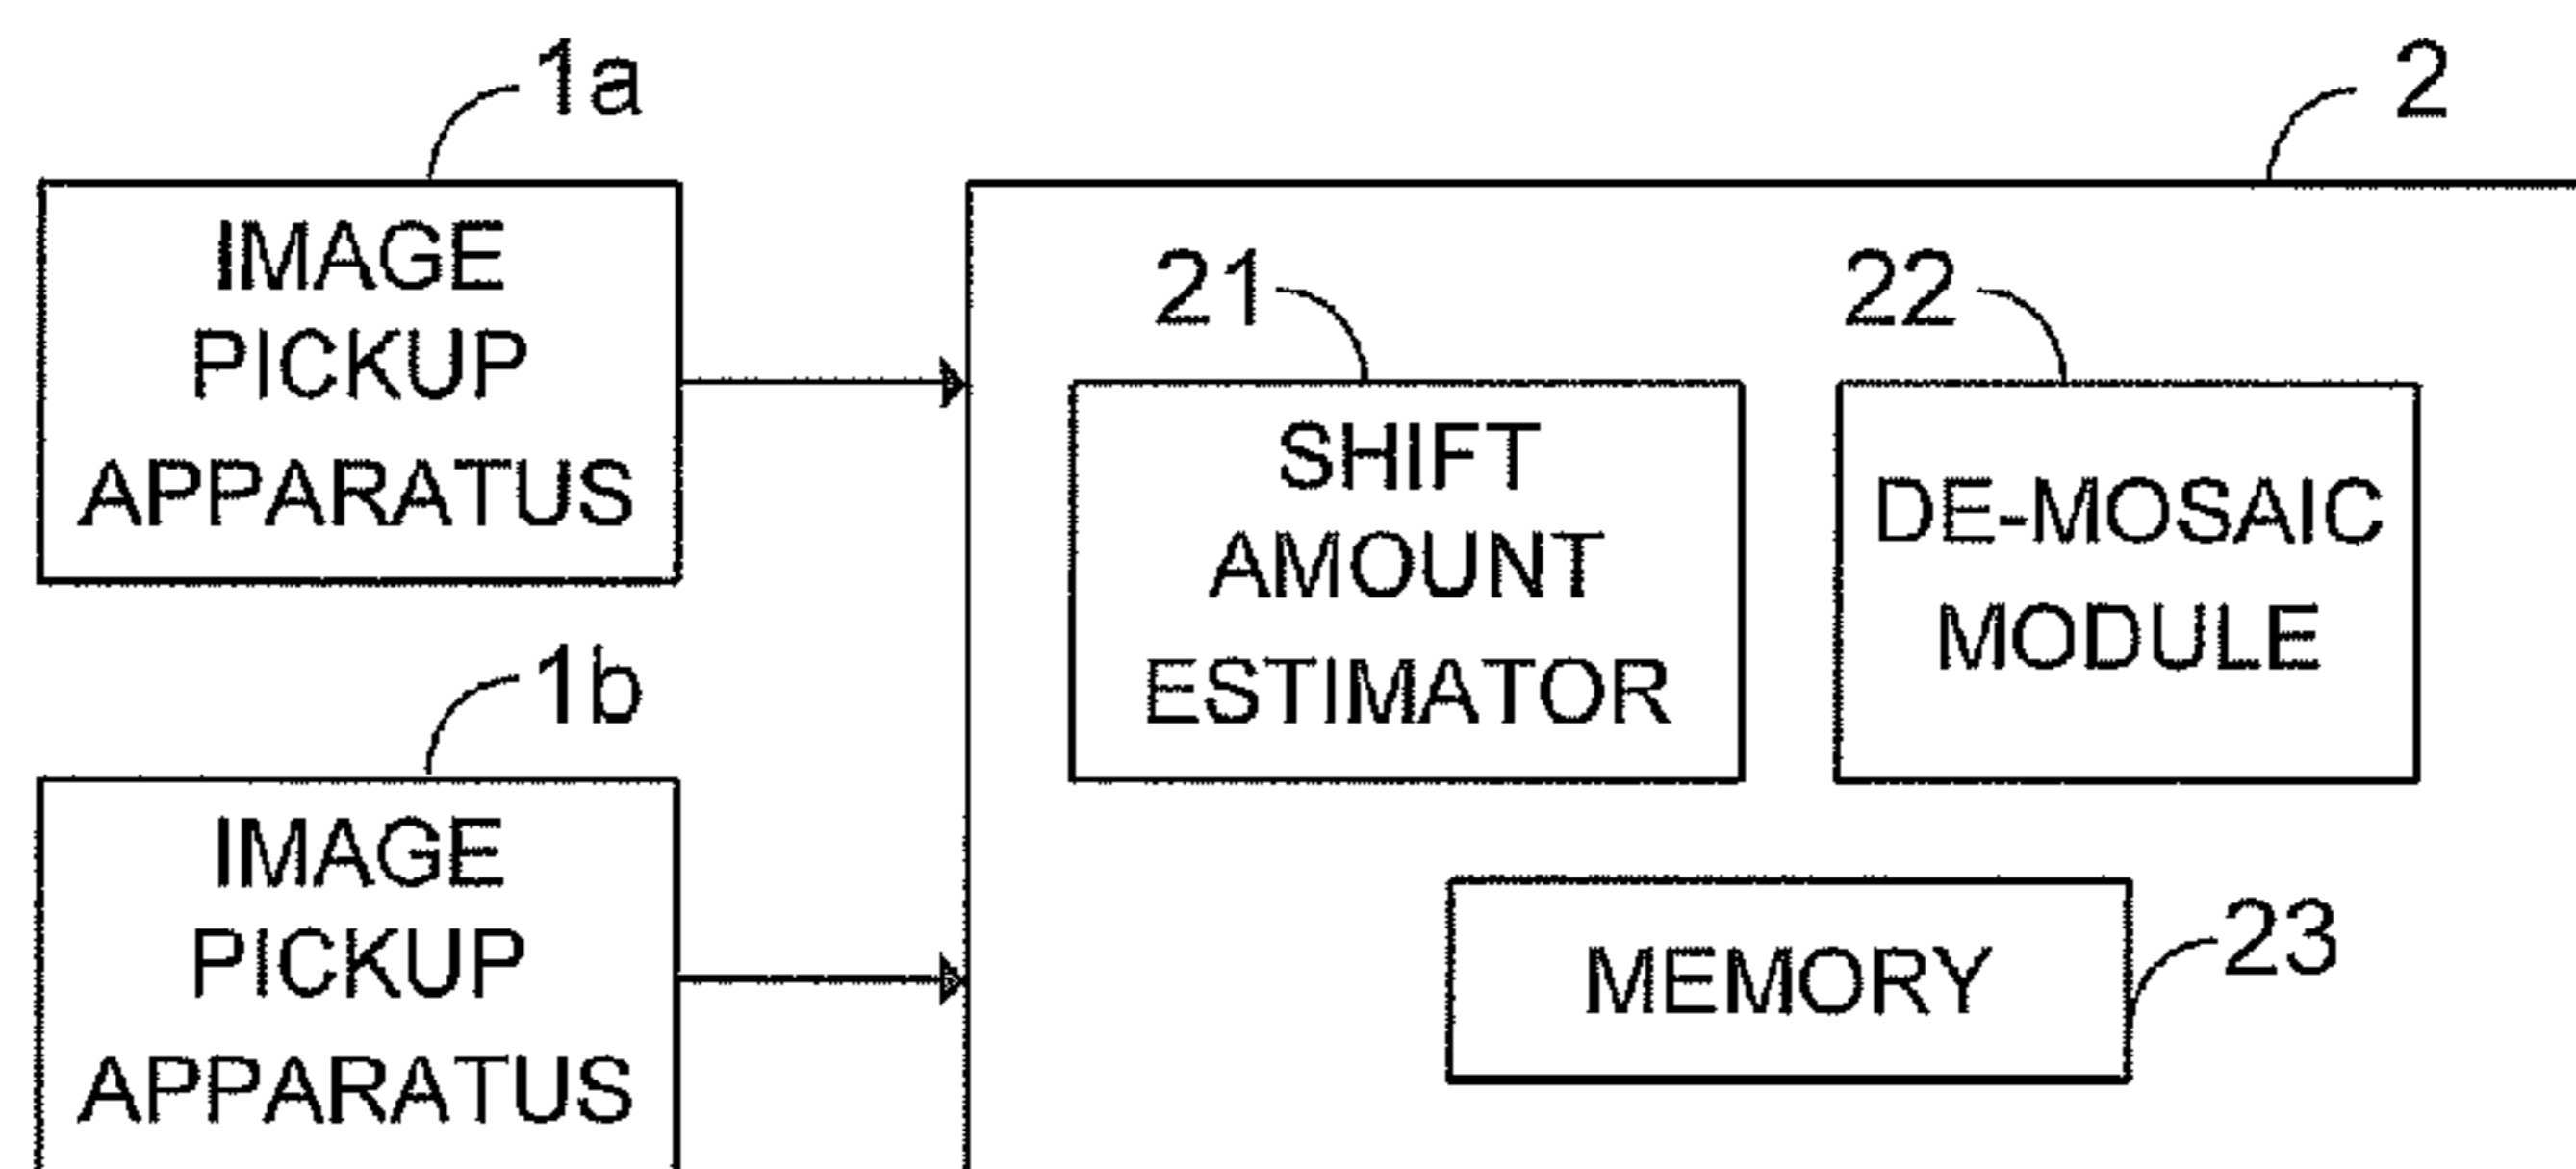 1a
2
IMAGE
PICKUP
APPARATUS
21
22
SHIFT
AMOUNT
ESTIMATOR
DE-MOSAIC
MODULE
1b
IMAGE
PICKUP
APPARATUS
MEMORY
23